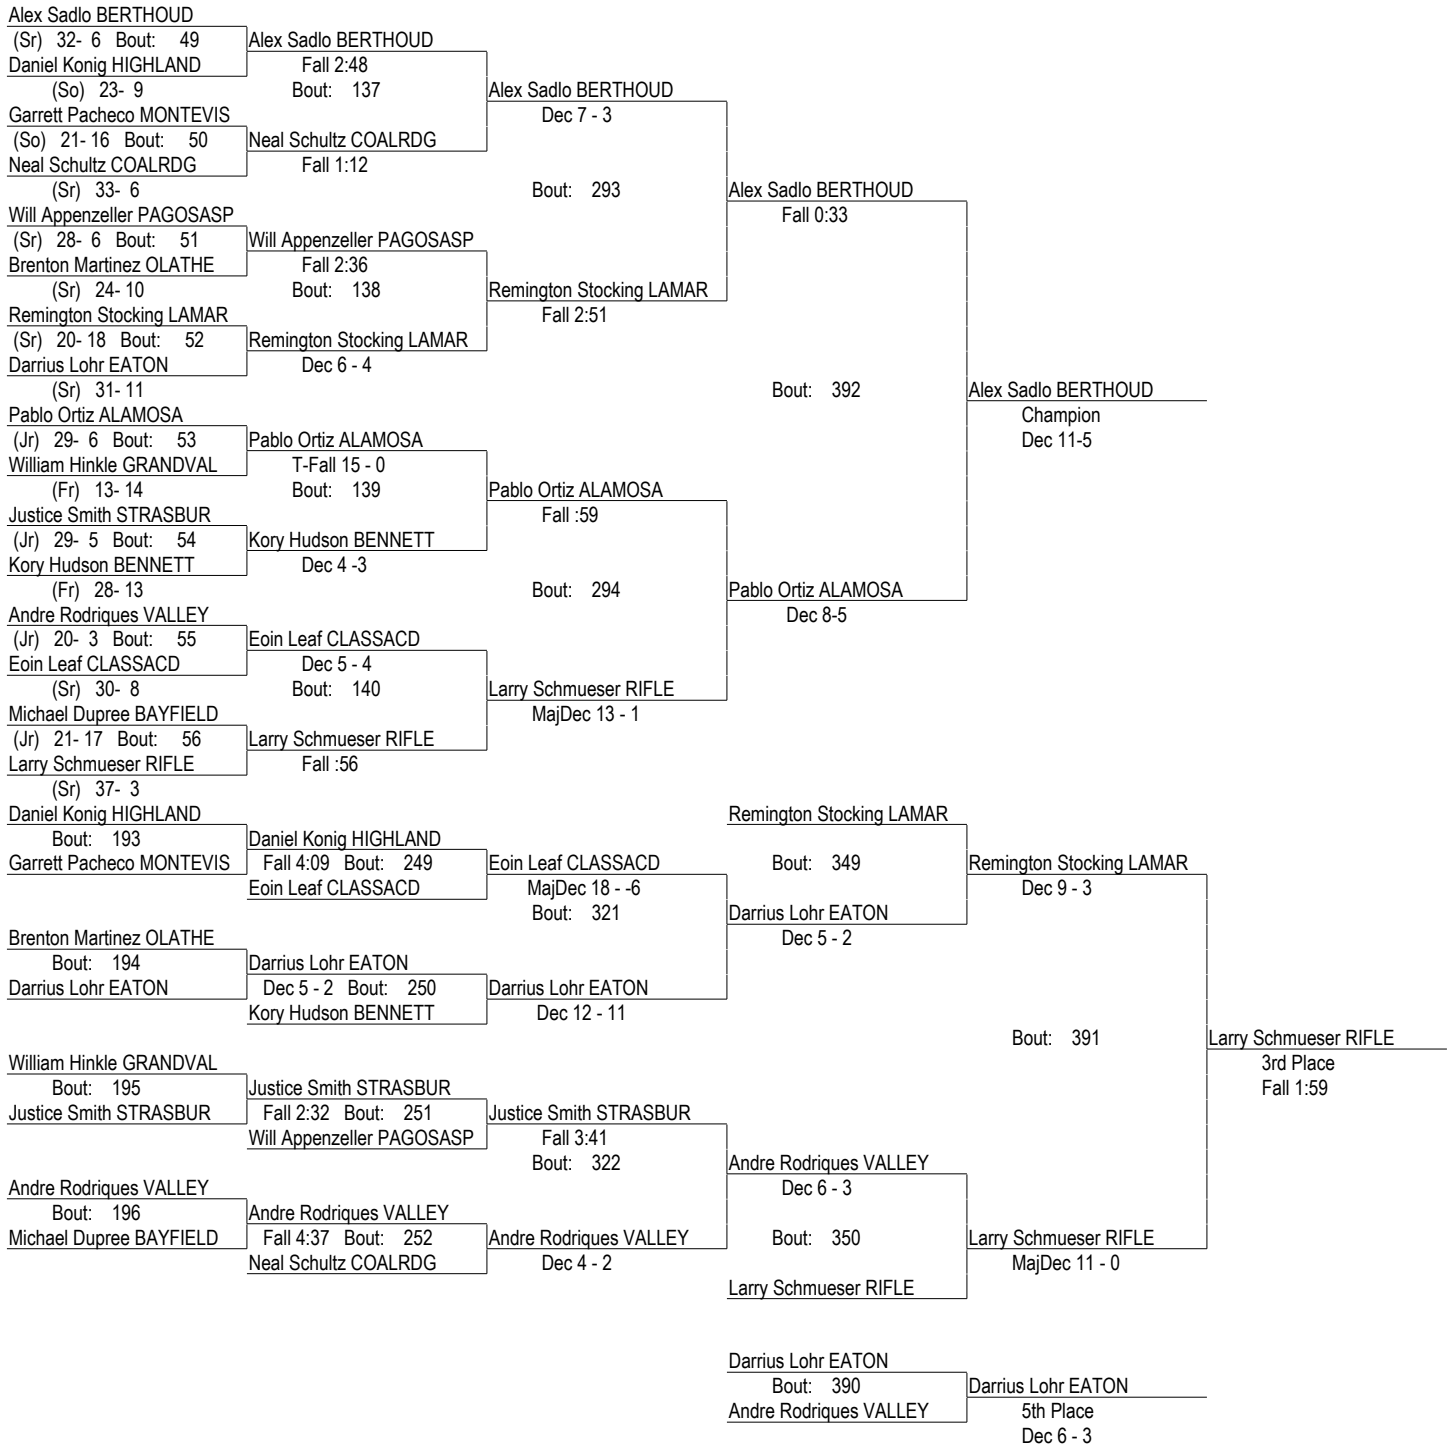 Alex Sadlo BERTHOUD
(Sr) 32- 6 Bout: 49 Alex Sadlo BERTHOUD
Daniel Konig HIGHLAND Fall 2:48
(So) 23- 9 Bout: 137 Alex Sadlo BERTHOUD
Garrett Pacheco MONTEVIS Dec 7 - 3
(So) 21- 16 Bout: 50 Neal Schultz COALRDG
Neal Schultz COALRDG Fall 1:12
(Sr) 33- 6 Bout: 293 Alex Sadlo BERTHOUD
Will Appenzeller PAGOSASP Fall 0:33
(Sr) 28- 6 Bout: 51 Will Appenzeller PAGOSASP
Brenton Martinez OLATHE Fall 2:36
(Sr) 24- 10 Bout: 138 Remington Stocking LAMAR
Remington Stocking LAMAR Fall 2:51
(Sr) 20- 18 Bout: 52 Remington Stocking LAMAR
Darrius Lohr EATON Dec 6 - 4
(Sr) 31- 11 Bout: 392 Alex Sadlo BERTHOUD
Pablo Ortiz ALAMOSA Champion
(Jr) 29- 6 Bout: 53 Pablo Ortiz ALAMOSA Dec 11-5
William Hinkle GRANDVAL T-Fall 15 - 0
(Fr) 13- 14 Bout: 139 Pablo Ortiz ALAMOSA
Justice Smith STRASBUR Fall :59
(Jr) 29- 5 Bout: 54 Kory Hudson BENNETT
Kory Hudson BENNETT Dec 4 -3
(Fr) 28- 13 Bout: 294 Pablo Ortiz ALAMOSA
Andre Rodriques VALLEY Dec 8-5
(Jr) 20- 3 Bout: 55 Eoin Leaf CLASSACD
Eoin Leaf CLASSACD Dec 5 - 4
(Sr) 30- 8 Bout: 140 Larry Schmueser RIFLE
Michael Dupree BAYFIELD MajDec 13 - 1
(Jr) 21- 17 Bout: 56 Larry Schmueser RIFLE
Larry Schmueser RIFLE Fall :56
(Sr) 37- 3
Daniel Konig HIGHLAND Remington Stocking LAMAR
Bout: 193 Daniel Konig HIGHLAND
Garrett Pacheco MONTEVIS Fall 4:09 Bout: 249 Eoin Leaf CLASSACD Bout: 349 Remington Stocking LAMAR
Eoin Leaf CLASSACD MajDec 18 - -6 Dec 9 - 3
Bout: 321 Darrius Lohr EATON
Brenton Martinez OLATHE Dec 5 - 2
Bout: 194 Darrius Lohr EATON
Darrius Lohr EATON Dec 5 - 2 Bout: 250 Darrius Lohr EATON
Kory Hudson BENNETT Dec 12 - 11
Bout: 391 Larry Schmueser RIFLE
William Hinkle GRANDVAL 3rd Place
Bout: 195 Justice Smith STRASBUR Fall 1:59
Justice Smith STRASBUR Fall 2:32 Bout: 251 Justice Smith STRASBUR
Will Appenzeller PAGOSASP Fall 3:41
Bout: 322 Andre Rodriques VALLEY
Andre Rodriques VALLEY Dec 6 - 3
Bout: 196 Andre Rodriques VALLEY
Michael Dupree BAYFIELD Fall 4:37 Bout: 252 Andre Rodriques VALLEY Bout: 350 Larry Schmueser RIFLE
Neal Schultz COALRDG Dec 4 - 2 MajDec 11 - 0
Larry Schmueser RIFLE
Darrius Lohr EATON
Bout: 390 Darrius Lohr EATON
Andre Rodriques VALLEY 5th Place
Dec 6 - 3